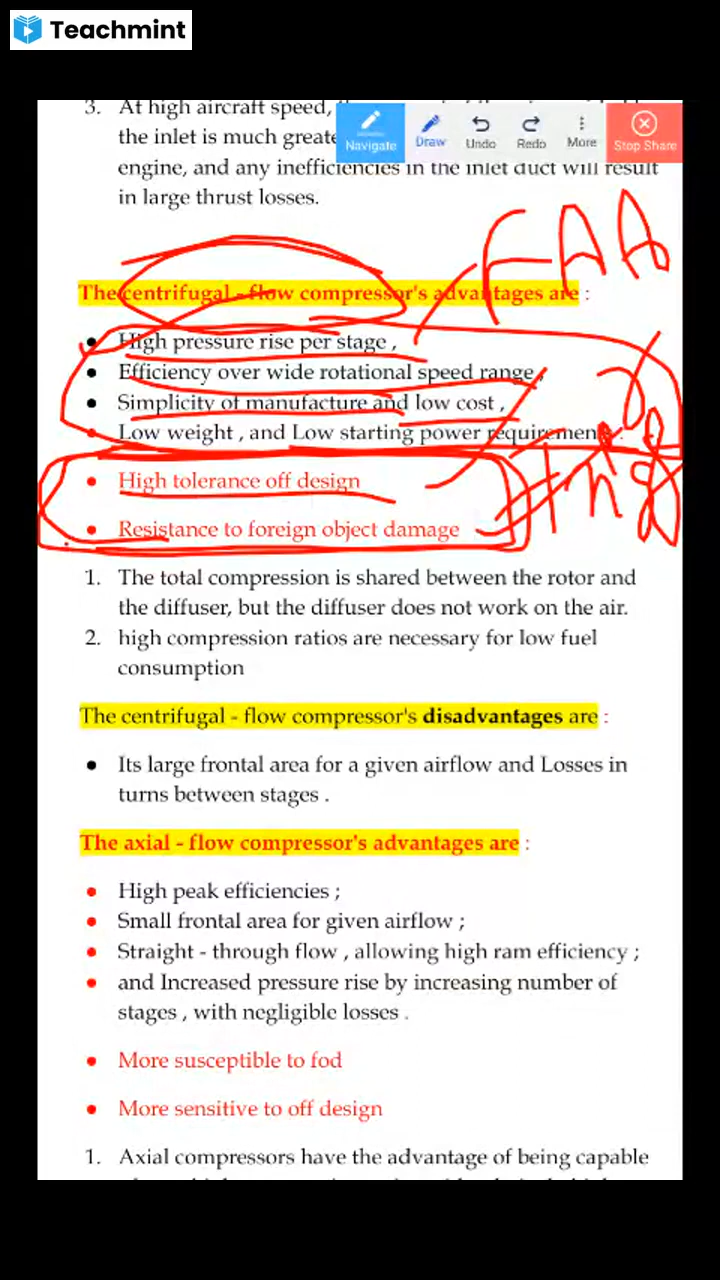 Teachmint
3. At high aircraft speed,
the inlet is much greate
engine, and any inefficiencies in the inlet duct will result
in large thrust losses.
Navigate
Draw
Undo
Redo
More
Stop Share
FAA
The centrifugal - flow compressor's advantages are :
• High pressure rise per stage ,
• Efficiency over wide rotational speed range ,
• Simplicity of manufacture and low cost ,
• Low weight , and Low starting power requirements .
• High tolerance off design
• Resistance to foreign object damage
1. The total compression is shared between the rotor and
the diffuser, but the diffuser does not work on the air.
2. high compression ratios are necessary for low fuel
consumption
The centrifugal - flow compressor's disadvantages are :
• Its large frontal area for a given airflow and Losses in
turns between stages .
The axial - flow compressor's advantages are :
• High peak efficiencies ;
• Small frontal area for given airflow ;
• Straight - through flow , allowing high ram efficiency ;
• and Increased pressure rise by increasing number of
stages , with negligible losses .
• More susceptible to fod
• More sensitive to off design
1. Axial compressors have the advantage of being capable